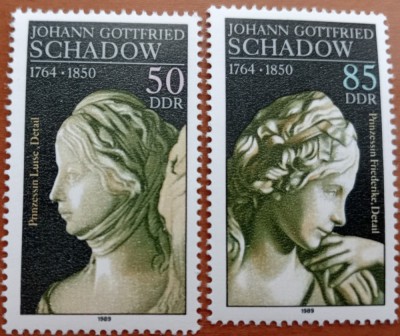 JOHANN GOTTFRIED
SCHADOW
1764 · 1850
50
DDR
Prinzessin Luise, Detail
1989
JOHANN GOTTFRIED
SCHADOW
1764 · 1850
85
DDR
Prinzessin Friederike, Detail
1989